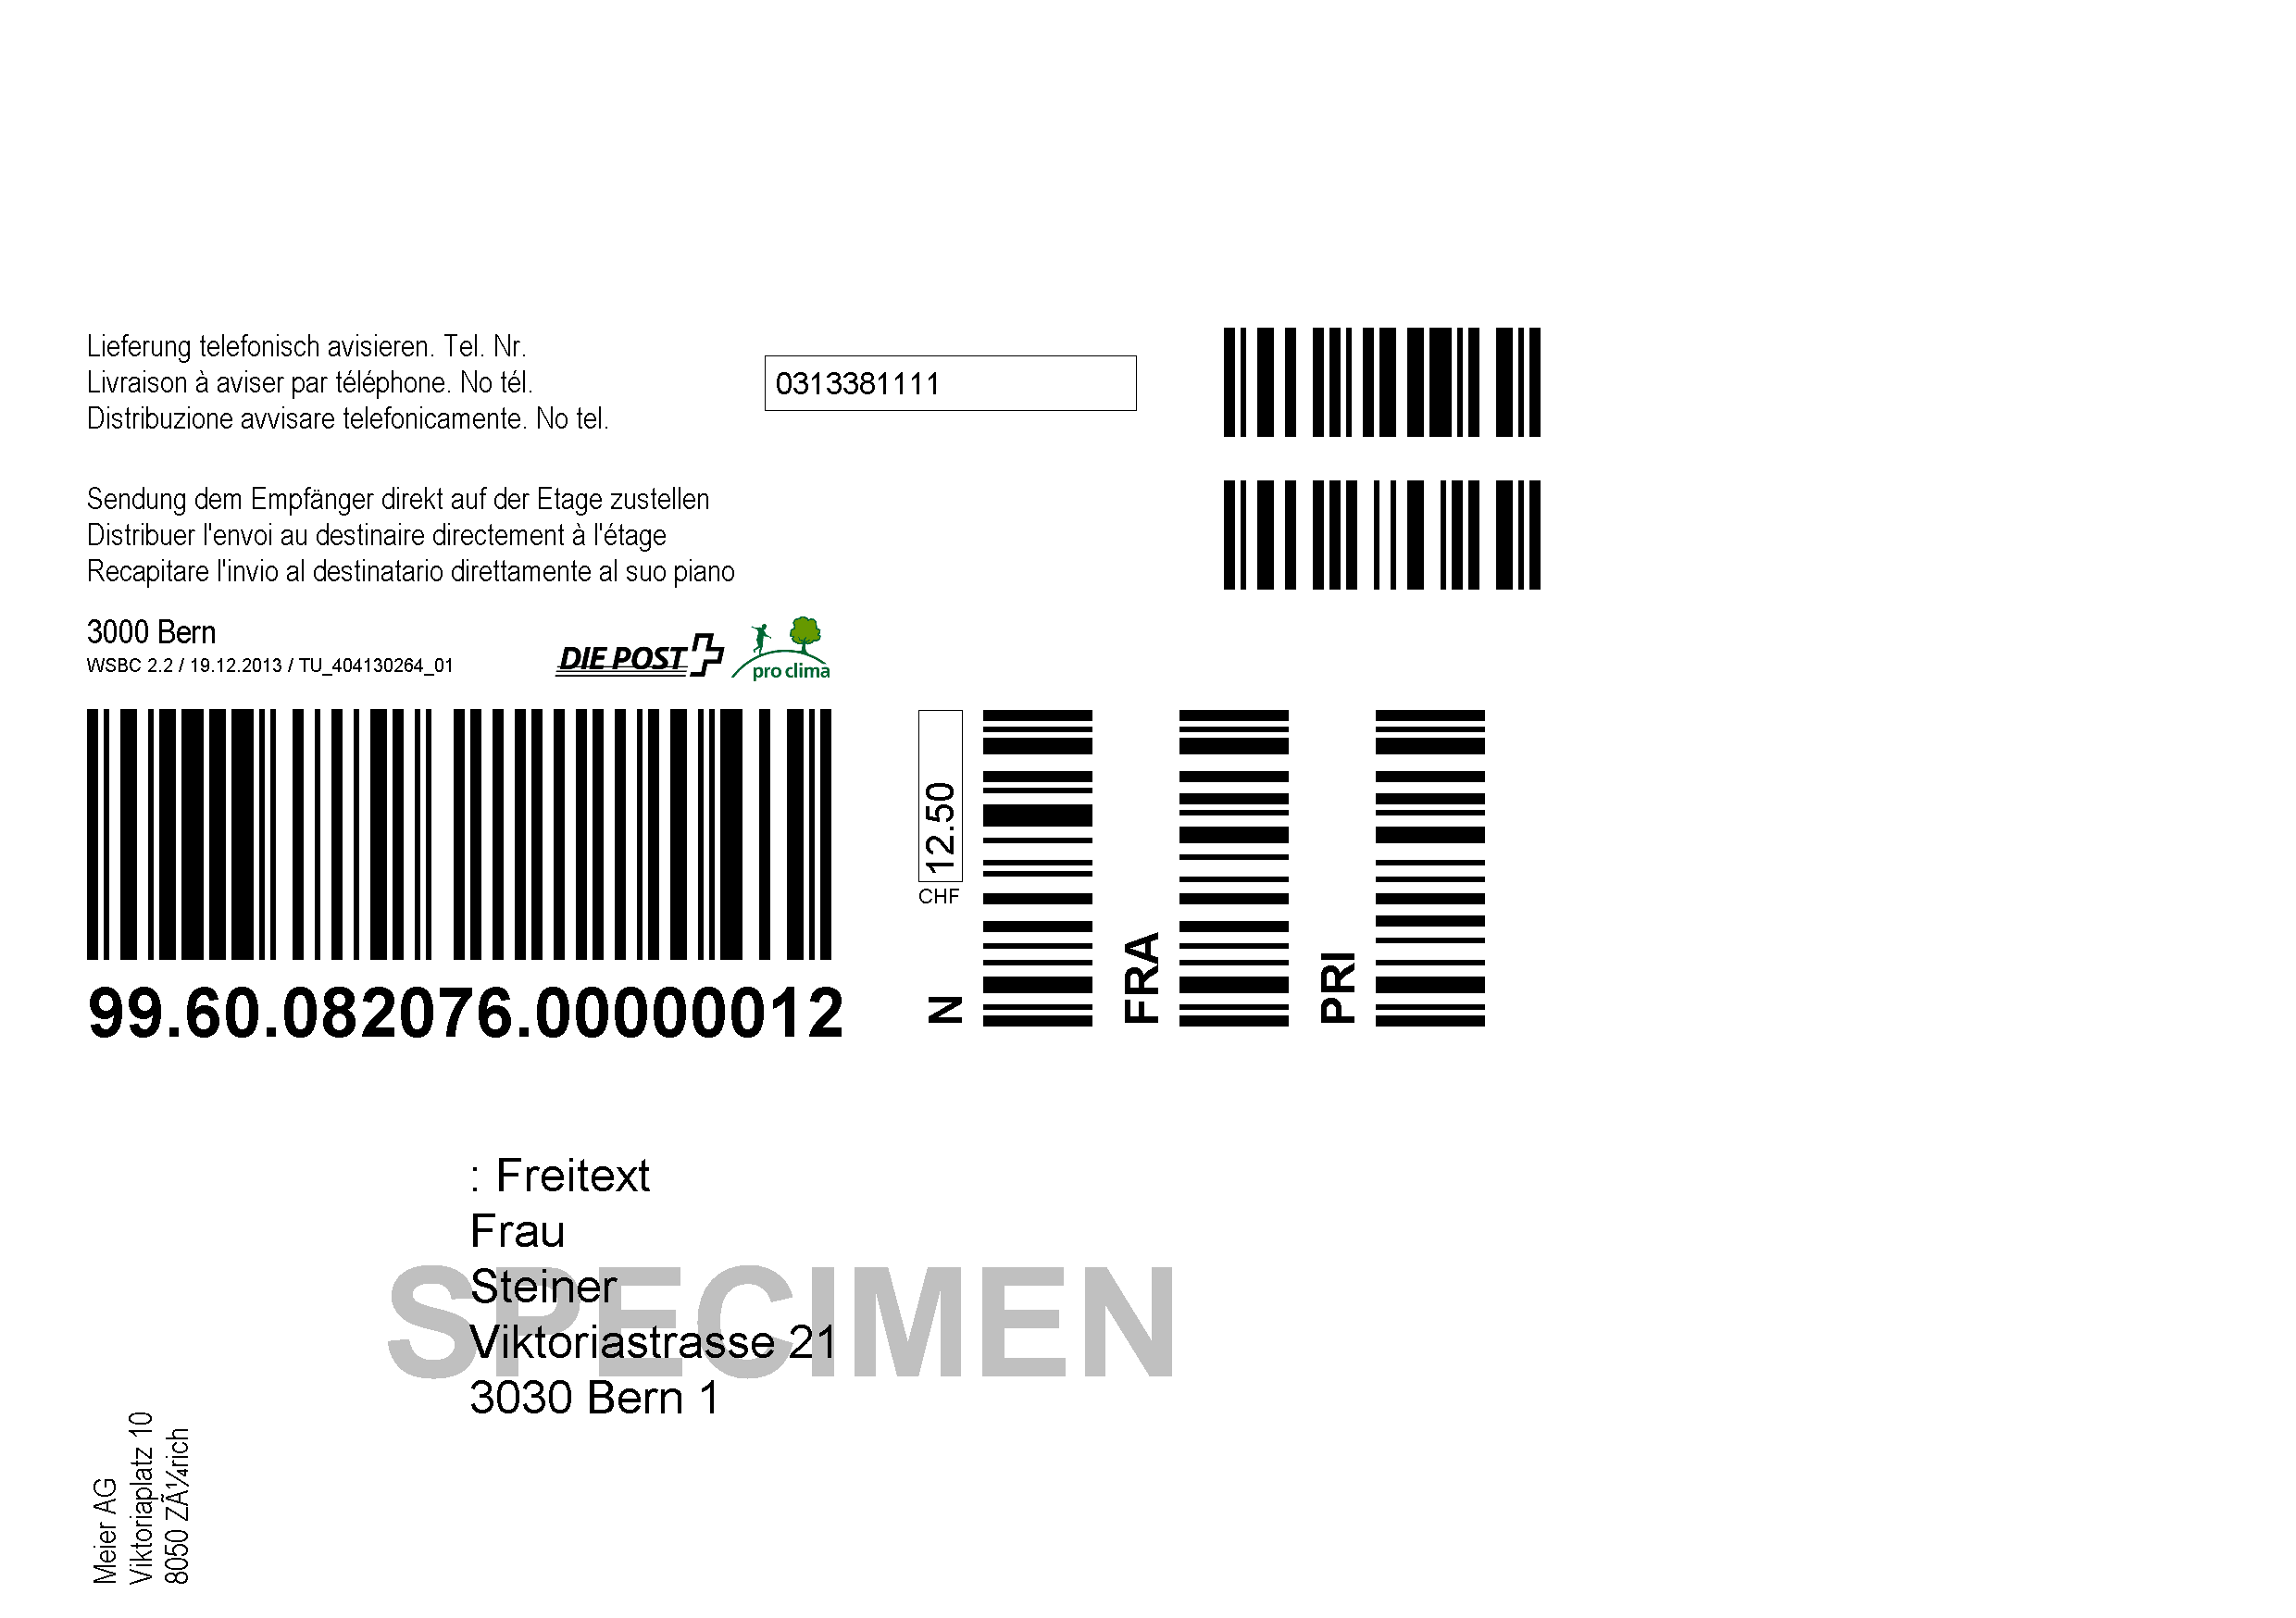 Lieferung telefonisch avisieren. Tel. Nr.
Livraison à aviser par téléphone. No tél.
Distribuzione avvisare telefonicamente. No tel.
0313381111
Sendung dem Empfänger direkt auf der Etage zustellen
Distribuer l'envoi au destinaire directement à l'étage
Recapitare l'invio al destinatario direttamente al suo piano
3000 Bern
WSBC 2.2 / 19.12.2013 / TU_404130264_01
DIE POST
pro clima
99.60.082076.00000012
12.50
CHF
N
FRA
PRI
: Freitext
Frau
Steiner
Viktoriastrasse 21
3030 Bern 1
SPECIMEN
Meier AG
Viktoriaplatz 10
8050 ZÃ¼rich